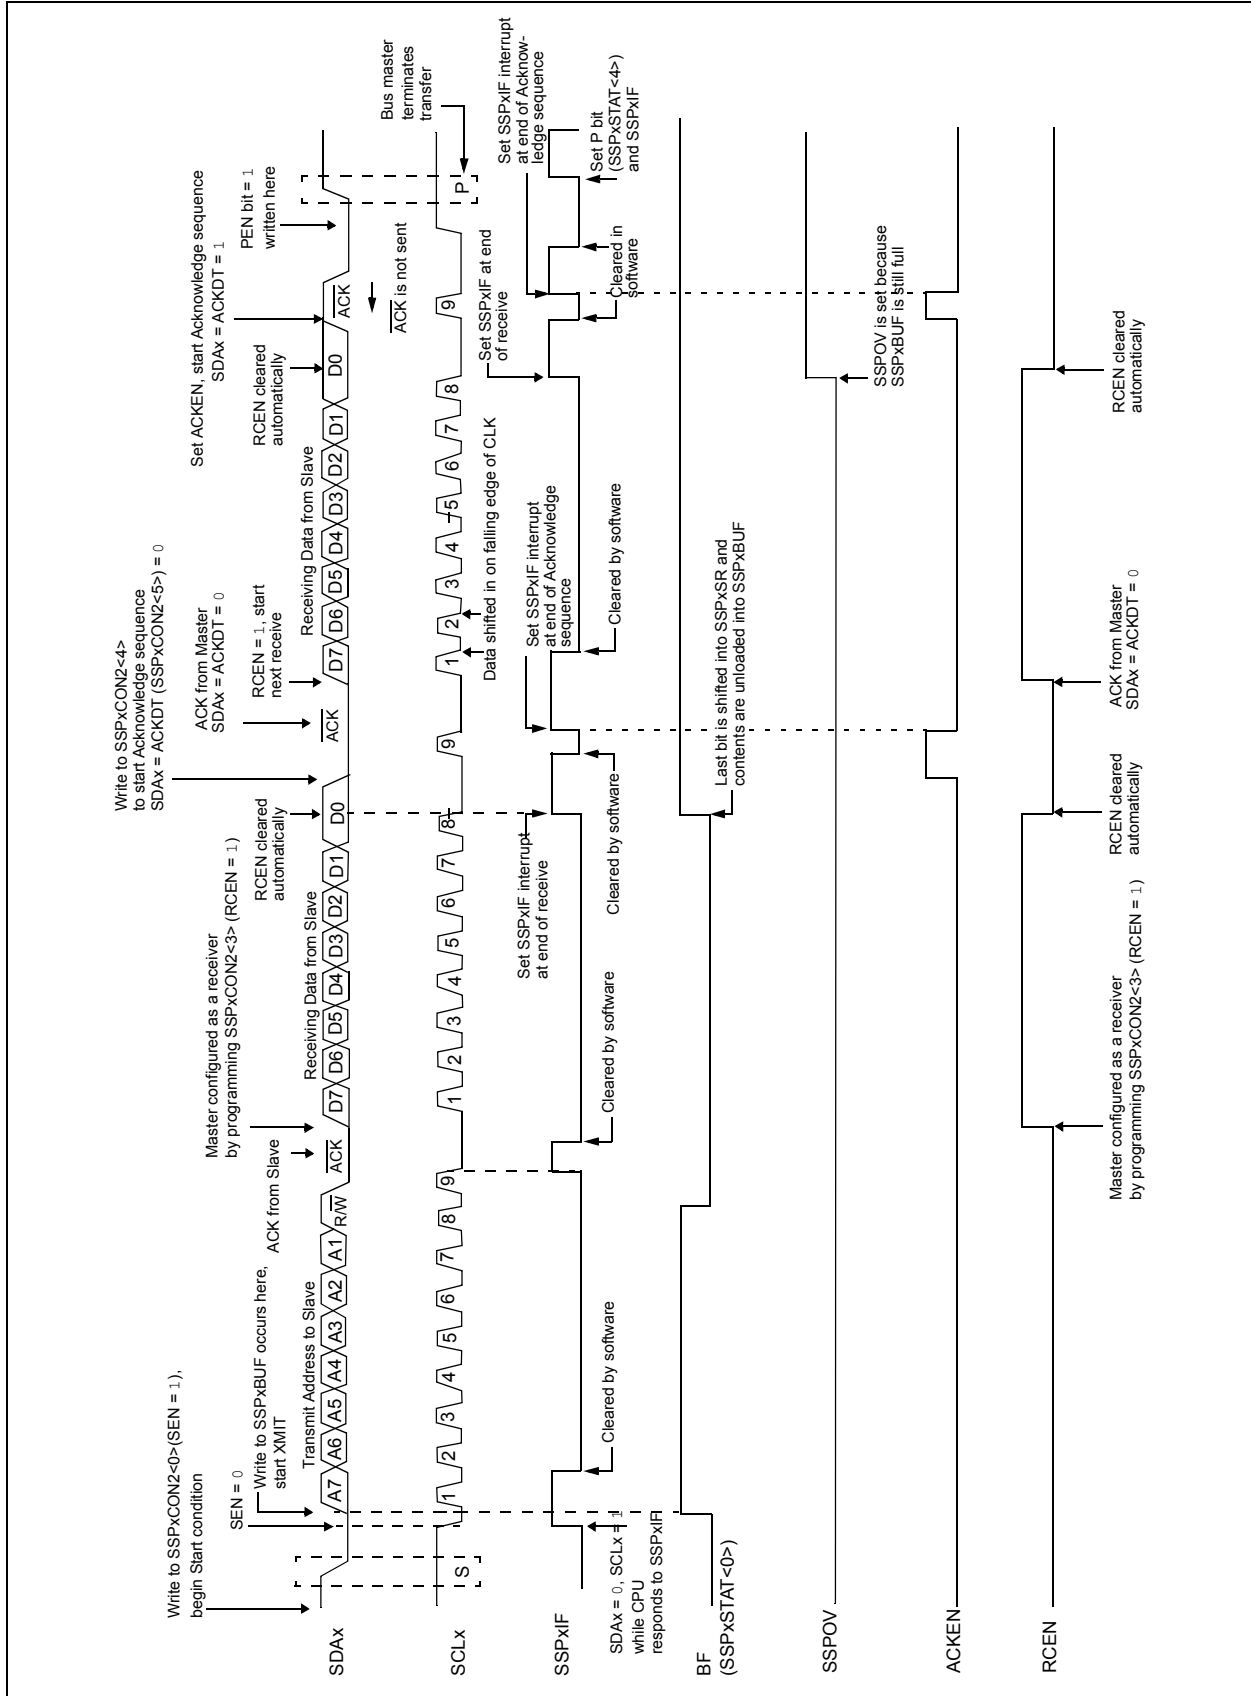 Write to SSPxCON2<0>(SEN = 1),
begin Start condition
SEN = 0
Write to SSPxBUF occurs here,
start XMIT
ACK from Slave
Master configured as a receiver
by programming SSPxCON2<3> (RCEN = 1)
RCEN cleared
automatically
Write to SSPxCON2<4>
to start Acknowledge sequence
SDAx = ACKDT (SSPxCON2<5>) = 0
ACK from Master
SDAx = ACKDT = 0
RCEN = 1, start
next receive
RCEN cleared
automatically
Set ACKEN, start Acknowledge sequence
SDAx = ACKDT = 1
PEN bit = 1
written here
Transmit Address to Slave
Receiving Data from Slave
Receiving Data from Slave
SDAx
A7 A6 A5 A4 A3 A2 A1 R/W ACK D7 D6 D5 D4 D3 D2 D1 D0 ACK D7 D6 D5 D4 D3 D2 D1 D0 ACK
ACK is not sent
Bus master
terminates
transfer
SCLx
S 1 2 3 4 5 6 7 8 9 1 2 3 4 5 6 7 8 9 1 2 3 4 5 6 7 8 9 P
Data shifted in on falling edge of CLK
Set SSPxIF interrupt
at end of receive
Set SSPxIF interrupt
at end of Acknowledge
sequence
Set SSPxIF at end
of receive
Set SSPxIF interrupt
at end of Acknow-
ledge sequence
SSPxIF
SDAx = 0, SCLx = 1
while CPU
responds to SSPxIF
Cleared by software
Cleared by software
Cleared by software
Cleared by software
Cleared in
software
Set P bit
(SSPxSTAT<4>)
and SSPxIF
BF
(SSPxSTAT<0>)
Last bit is shifted into SSPxSR and
contents are unloaded into SSPxBUF
SSPOV
SSPOV is set because
SSPxBUF is still full
ACKEN
RCEN
Master configured as a receiver
by programming SSPxCON2<3> (RCEN = 1)
RCEN cleared
automatically
ACK from Master
SDAx = ACKDT = 0
RCEN cleared
automatically